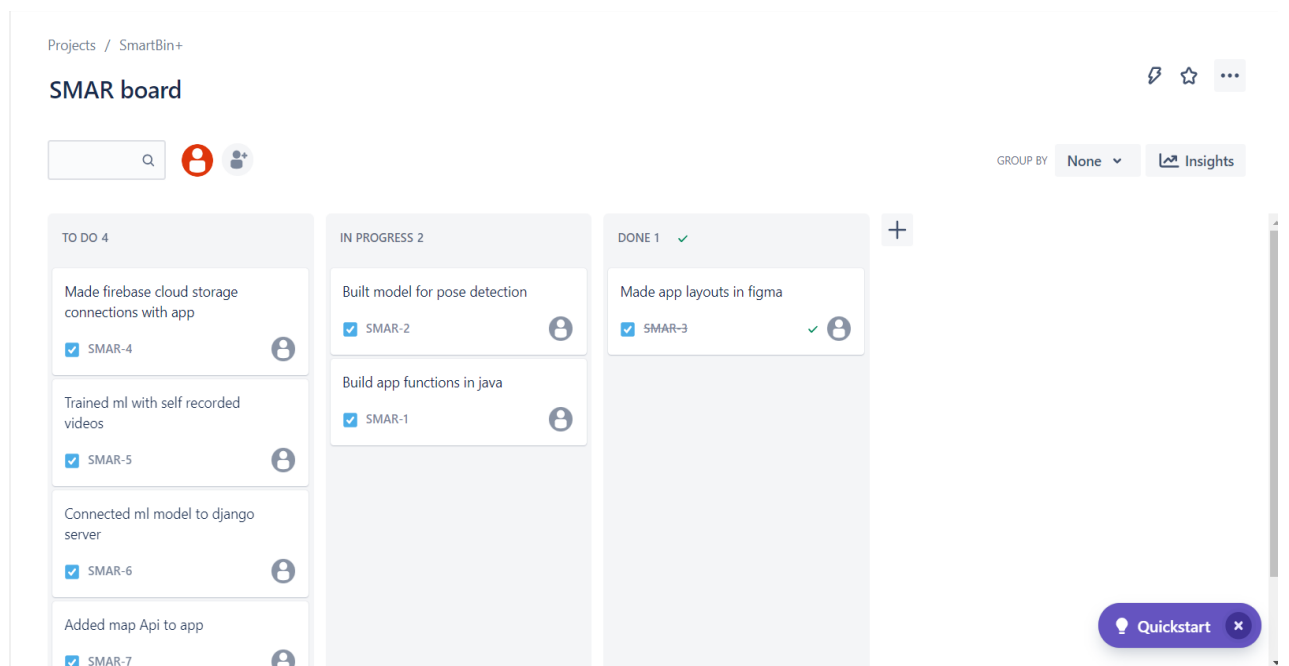 Projects / SmartBin+
SMAR board
GROUP BY None Insights
TO DO 4
Made firebase cloud storage
connections with app
SMAR-4
Trained ml with self recorded
videos
SMAR-5
Connected ml model to django
server
SMAR-6
Added map Api to app
SMAR-7
IN PROGRESS 2
Built model for pose detection
SMAR-2
Build app functions in java
SMAR-1
DONE 1
Made app layouts in figma
SMAR-3
Quickstart